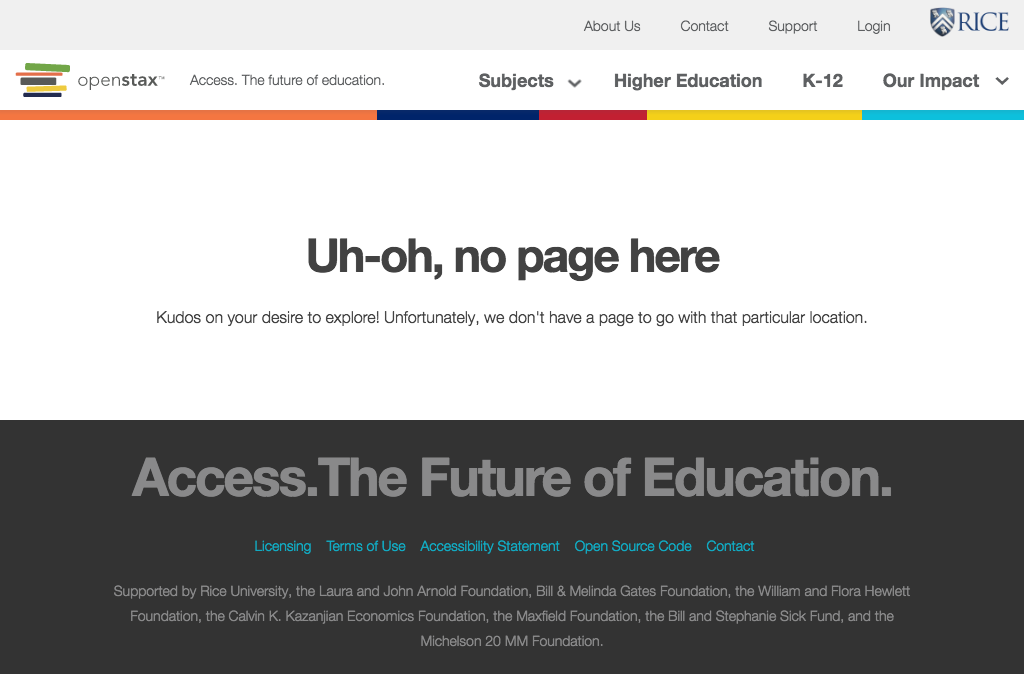 About Us Contact Support Login RICE
openstax™ Access. The future of education. Subjects Higher Education K-12 Our Impact
Uh-oh, no page here
Kudos on your desire to explore! Unfortunately, we don't have a page to go with that particular location.
Access.The Future of Education.
Licensing Terms of Use Accessibility Statement Open Source Code Contact
Supported by Rice University, the Laura and John Arnold Foundation, Bill & Melinda Gates Foundation, the William and Flora Hewlett
Foundation, the Calvin K. Kazanjian Economics Foundation, the Maxfield Foundation, the Bill and Stephanie Sick Fund, and the
Michelson 20 MM Foundation.